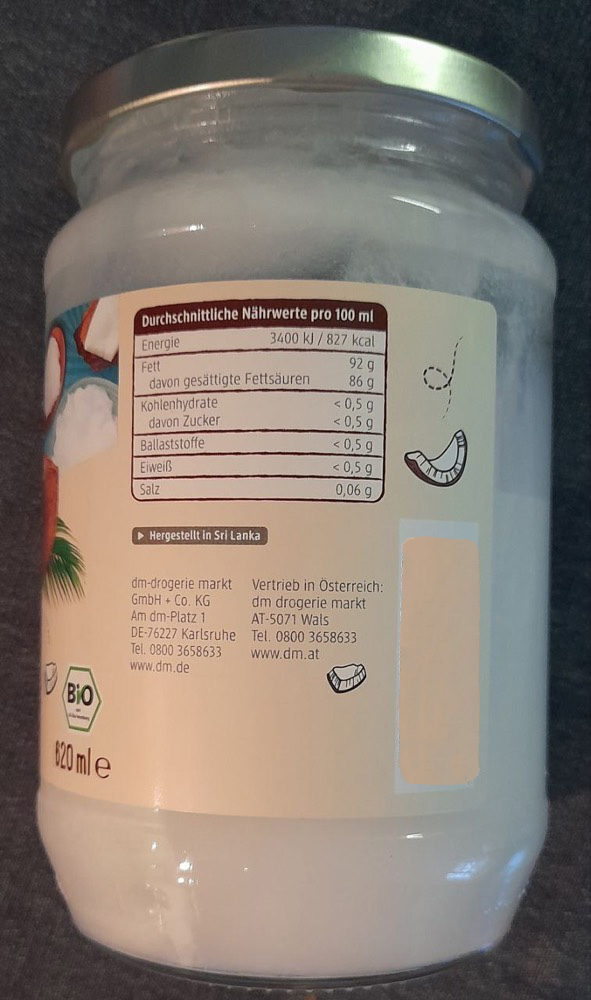 Durchschnittliche Nährwerte pro 100 ml
Energie 3400 kJ / 827 kcal
Fett 92 g
davon gesättigte Fettsäuren 86 g
Kohlenhydrate < 0,5 g
davon Zucker < 0,5 g
Ballaststoffe < 0,5 g
Eiweiß < 0,5 g
Salz 0,06 g
▶ Hergestellt in Sri Lanka
dm-drogerie markt
GmbH + Co. KG
Am dm-Platz 1
DE-76227 Karlsruhe
Tel. 0800 3658633
www.dm.de
Vertrieb in Österreich:
dm drogerie markt
AT-5071 Wals
Tel. 0800 3658633
www.dm.at
Bio
620 ml e